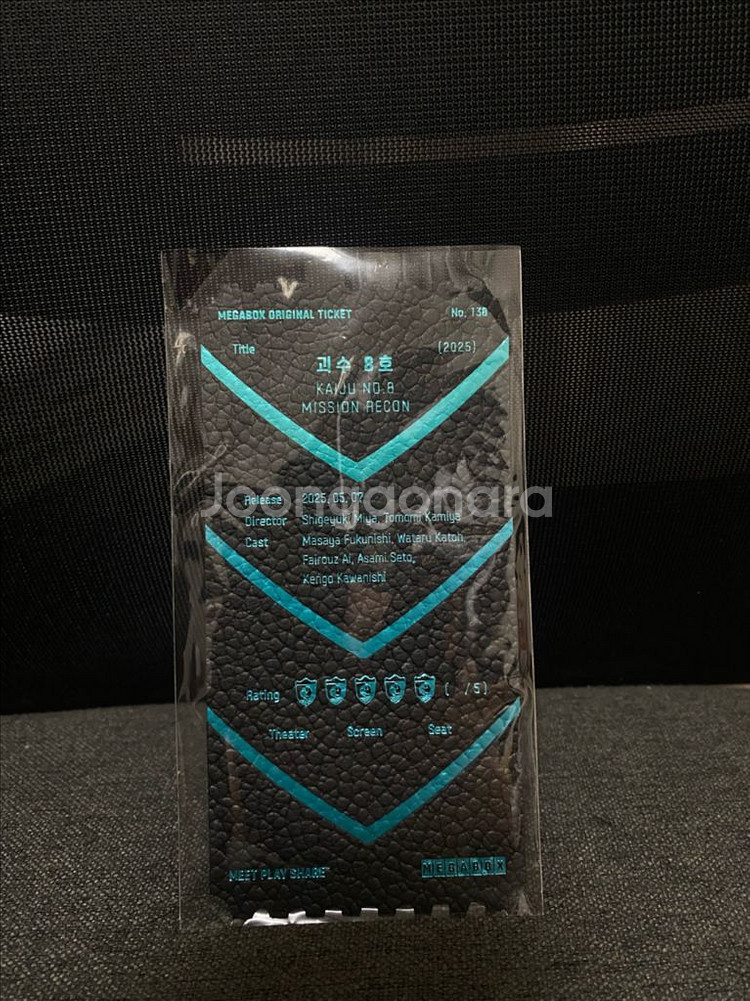 MEGABOX ORIGINAL TICKET
No. 138
Title
(2025)
괴수 8호
KAIJU NO.8
MISSION RECON
Joonggonara
Release 2025. 05. 07
Director Shigeyuki Miya, Tomomi Kamiya
Cast Masaya Fukunishi, Wataru Katoh,
Fairouz Ai, Asami Seto,
Kengo Kawanishi
Rating ( /5)
Theater Screen Seat
MEET PLAY SHARE
MEGABOX